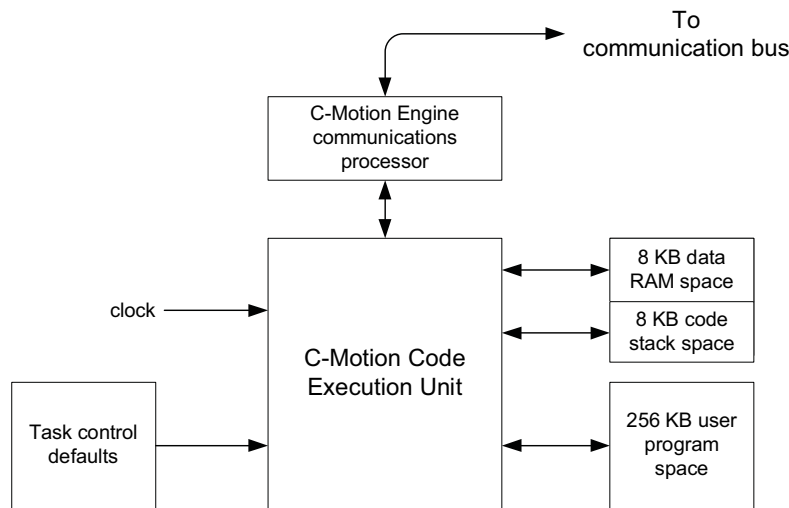 To
communication bus
C-Motion Engine
communications
processor
8 KB data
RAM space
clock
8 KB code
stack space
C-Motion Code
Execution Unit
Task control
defaults
256 KB user
program
space